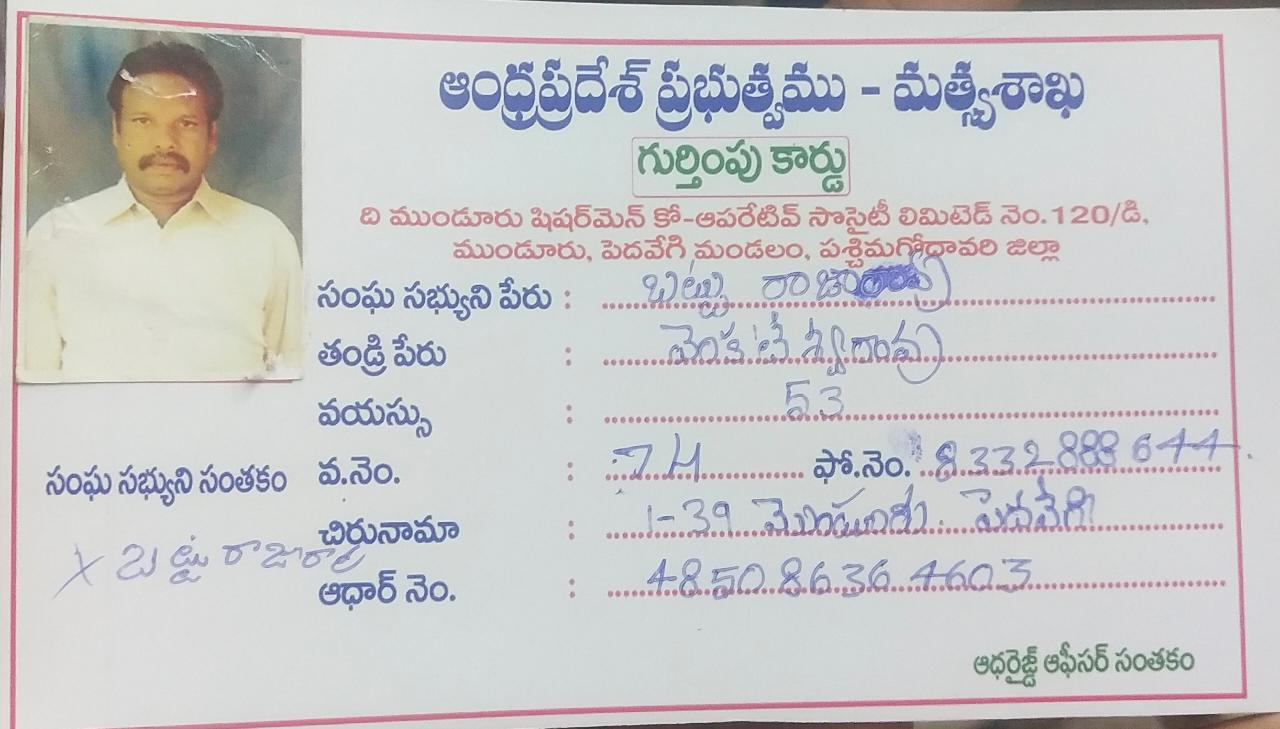 ఆంధ్రప్రదేశ్ ప్రభుత్వము - మత్స్యశాఖ
గుర్తింపు కార్డు
ది ముండూరు షిషర్‌మెన్ కో-ఆపరేటివ్ సొసైటీ లిమిటెడ్ నెం.120/డి,
ముండూరు, పెదవేగి మండలం, పశ్చిమగోదావరి జిల్లా
సంఘ సభ్యుని పేరు : బట్టు రాజారావు
తండ్రి పేరు : వెంకటేశ్వరరావు
వయస్సు : 53
వ.నెం. : 74 ఫో.నెం. 8332888644
చిరునామా : 1-39 ముండూరు. పెదవేగి
ఆధార్ నెం. : 4850 8636 4603
సంఘ సభ్యుని సంతకం
X బట్టు రాజారావు
ఆథరైజ్డ్ ఆఫీసర్ సంతకం